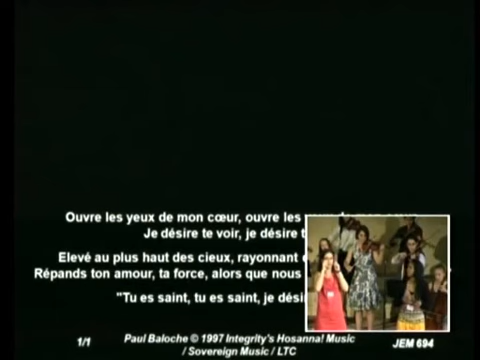 Ouvre les yeux de mon cœur, ouvre les
Je désire te voir, je désire t
Elevé au plus haut des cieux, rayonnant
Répands ton amour, ta force, alors que nous
"Tu es saint, tu es saint, je dési
1/1
Paul Baloche © 1997 Integrity's Hosanna! Music
/ Sovereign Music / LTC
JEM 694